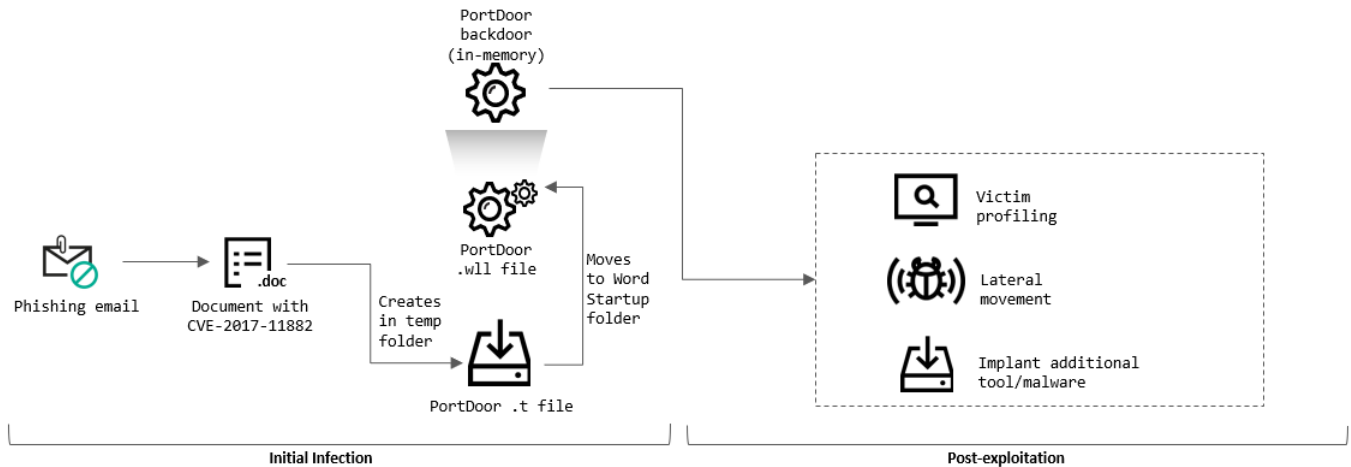 PortDoor
backdoor
(in-memory)
PortDoor
.wll file
Moves
to Word
Startup
folder
Phishing email
.doc
Document with
CVE-2017-11882
Creates
in temp
folder
PortDoor .t file
Victim
profiling
Lateral
movement
Implant additional
tool/malware
Initial Infection
Post-exploitation